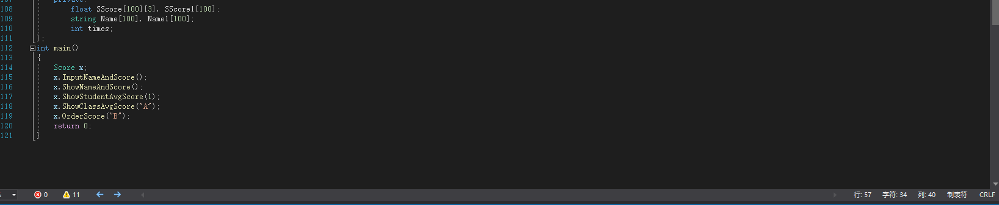 private:
108 float SScore[100][3], SScore1[100];
109 string Name[100], Name1[100];
110 int times;
111 };
112 int main()
113 {
114 Score x;
115 x.InputNameAndScore();
116 x.ShowNameAndScore();
117 x.ShowStudentAvgScore(1);
118 x.ShowClassAvgScore("A");
119 x.OrderScore("B");
120 return 0;
121 }
0 11 行: 57 字符: 34 列: 40 制表符 CRLF